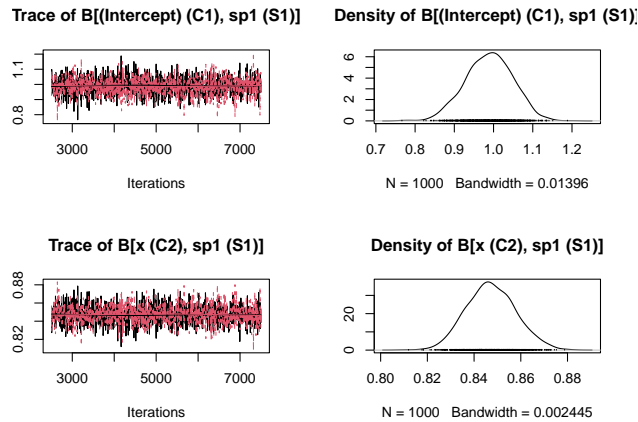 Trace of B[(Intercept) (C1), sp1 (S1)]
Density of B[(Intercept) (C1), sp1 (S1)]
0.8 1.1
3000 5000 7000
Iterations
0 2 4 6
0.7 0.8 0.9 1.0 1.1 1.2
N = 1000 Bandwidth = 0.01396
Trace of B[x (C2), sp1 (S1)]
Density of B[x (C2), sp1 (S1)]
0.82 0.88
3000 5000 7000
Iterations
0 20
0.80 0.82 0.84 0.86 0.88
N = 1000 Bandwidth = 0.002445